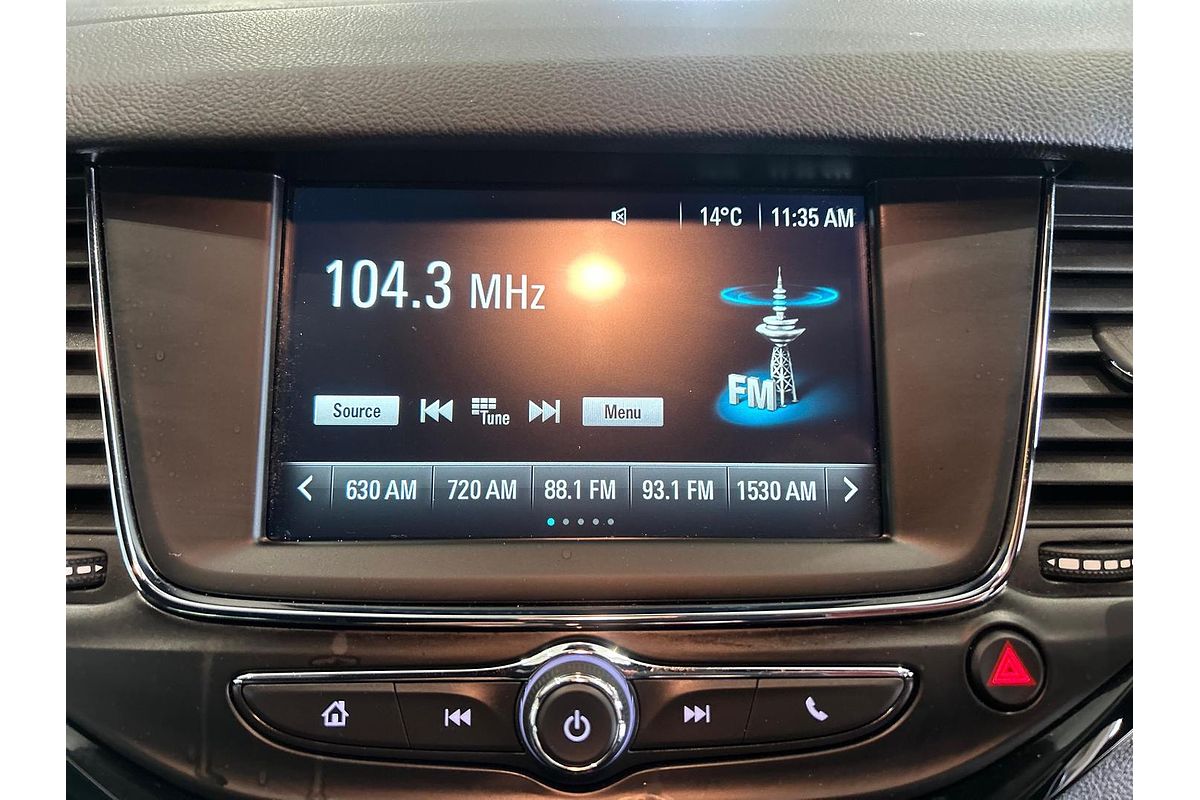 14°C 11:35 AM
104.3 MHz
FM
Source Tune Menu
630 AM 720 AM 88.1 FM 93.1 FM 1530 AM